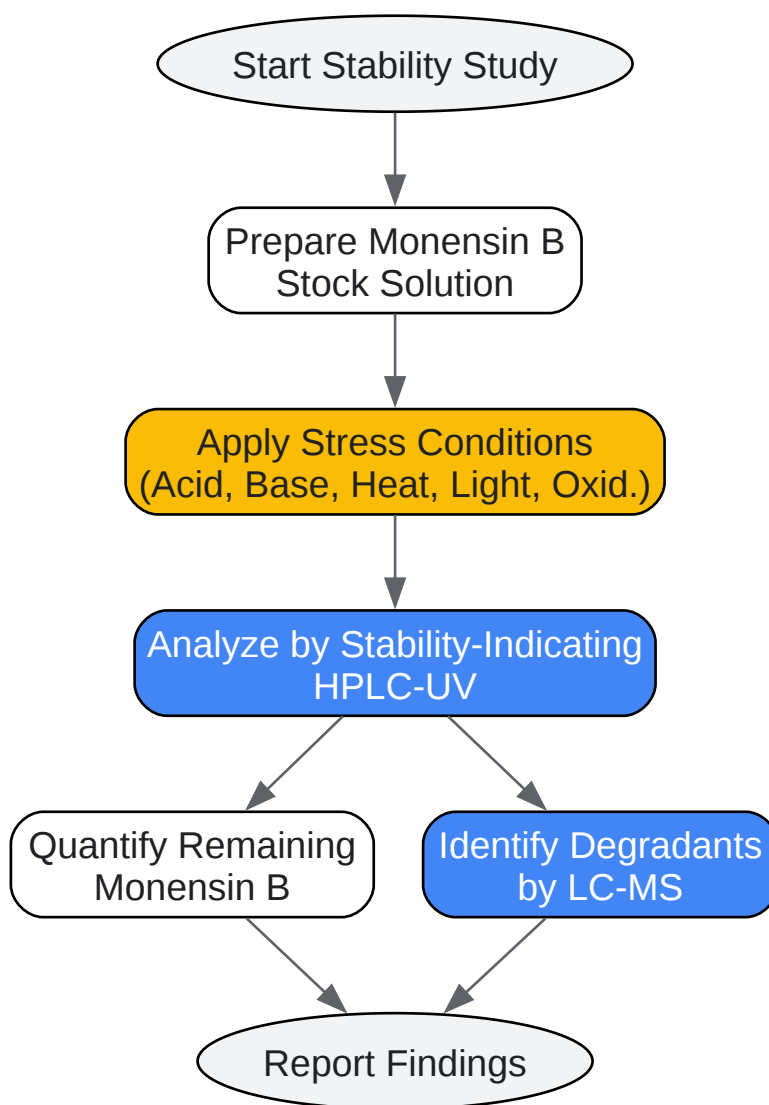 Start Stability Study
Prepare Monensin B
Stock Solution
Apply Stress Conditions
(Acid, Base, Heat, Light, Oxid.)
Analyze by Stability-Indicating
HPLC-UV
Quantify Remaining
Monensin B
Identify Degradants
by LC-MS
Report Findings